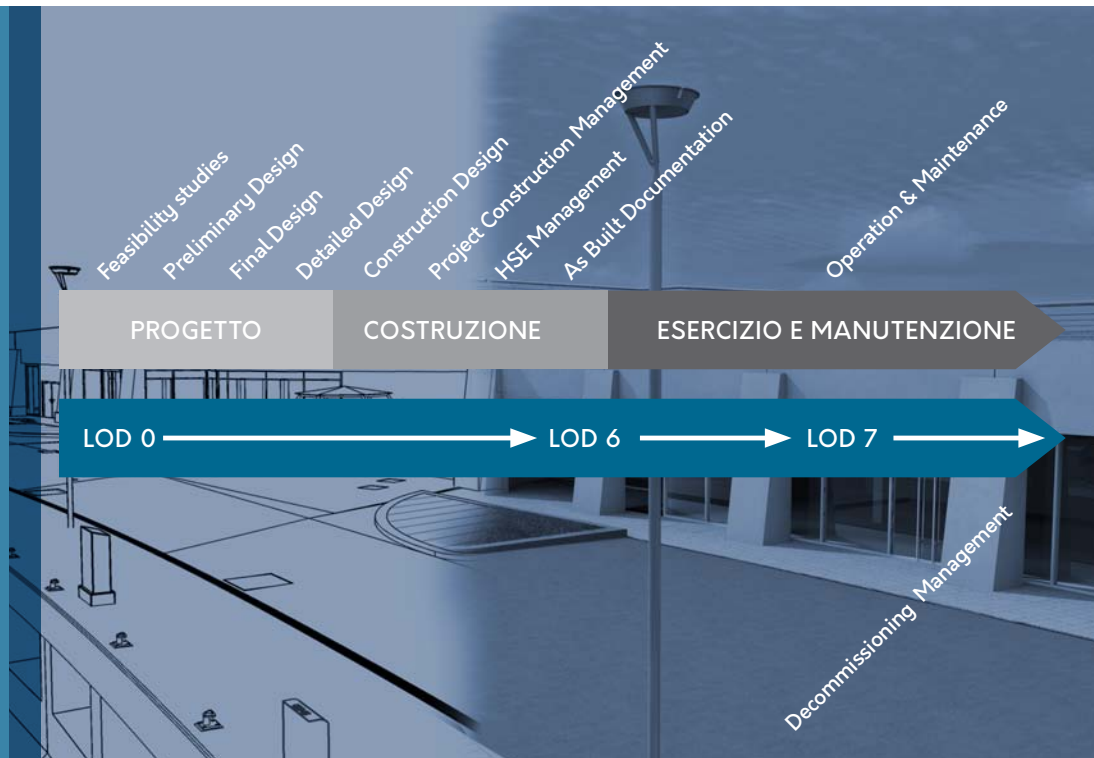 Feasibility studies
Preliminary Design
Final Design
Detailed Design
Construction Design
Project Construction Management
HSE Management
As Built Documentation
Operation & Maintenance
PROGETTO
COSTRUZIONE
ESERCIZIO E MANUTENZIONE
LOD 0
LOD 6
LOD 7
Decommissioning Management